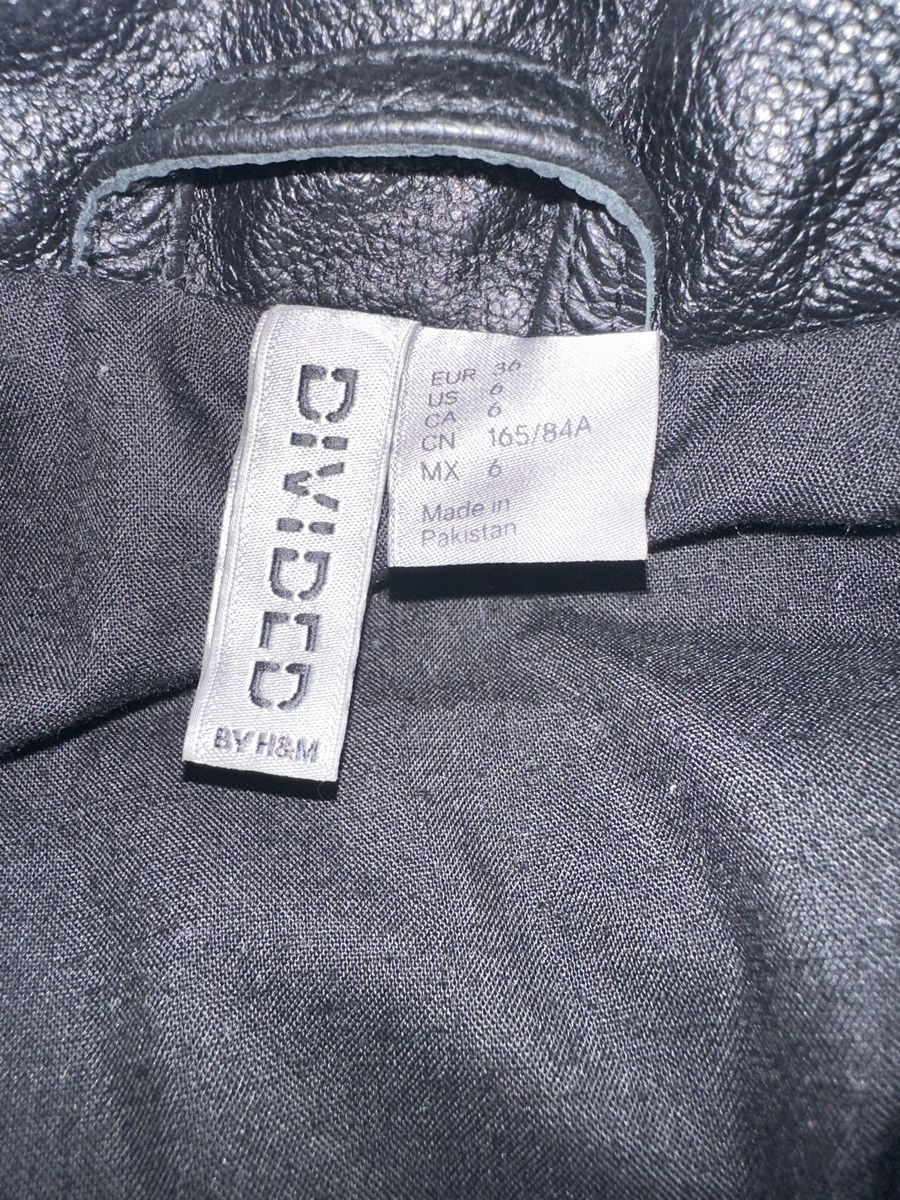 DIVIDED
BY H&M
EUR 36
US 6
CA 6
CN 165/84A
MX 6
Made in
Pakistan